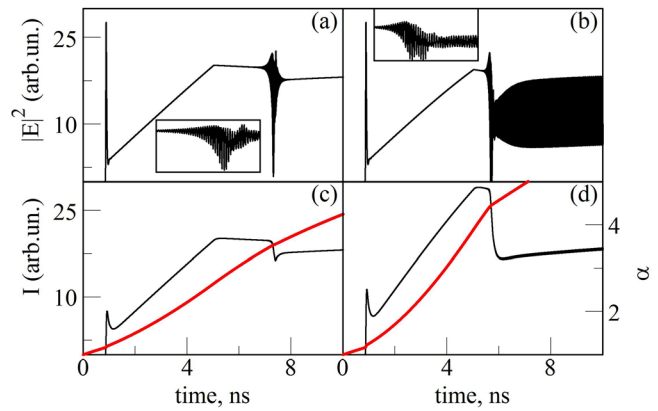 (a)
(b)
25
10
|E|² (arb.un.)
(c)
(d)
25
10
I (arb.un.)
4
2
α
0
4
8
0
4
8
time, ns
time, ns